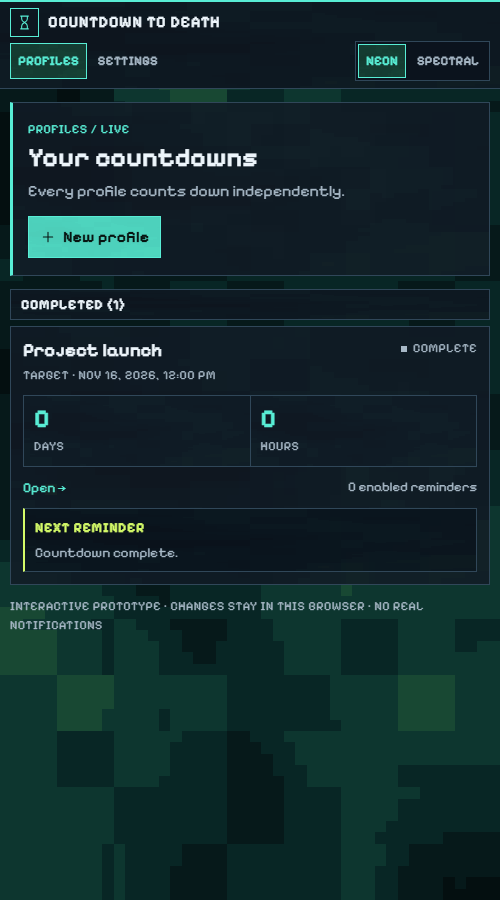 COUNTDOWN TO DEATH
PROFILES SETTINGS NEON SPECTRAL
PROFILES / LIVE
Your countdowns
Every profile counts down independently.
+ New profile
COMPLETED (1)
Project launch COMPLETE
TARGET · NOV 16, 2026, 12:00 PM
0 0
DAYS HOURS
Open → 0 enabled reminders
NEXT REMINDER
Countdown complete.
INTERACTIVE PROTOTYPE · CHANGES STAY IN THIS BROWSER · NO REAL
NOTIFICATIONS